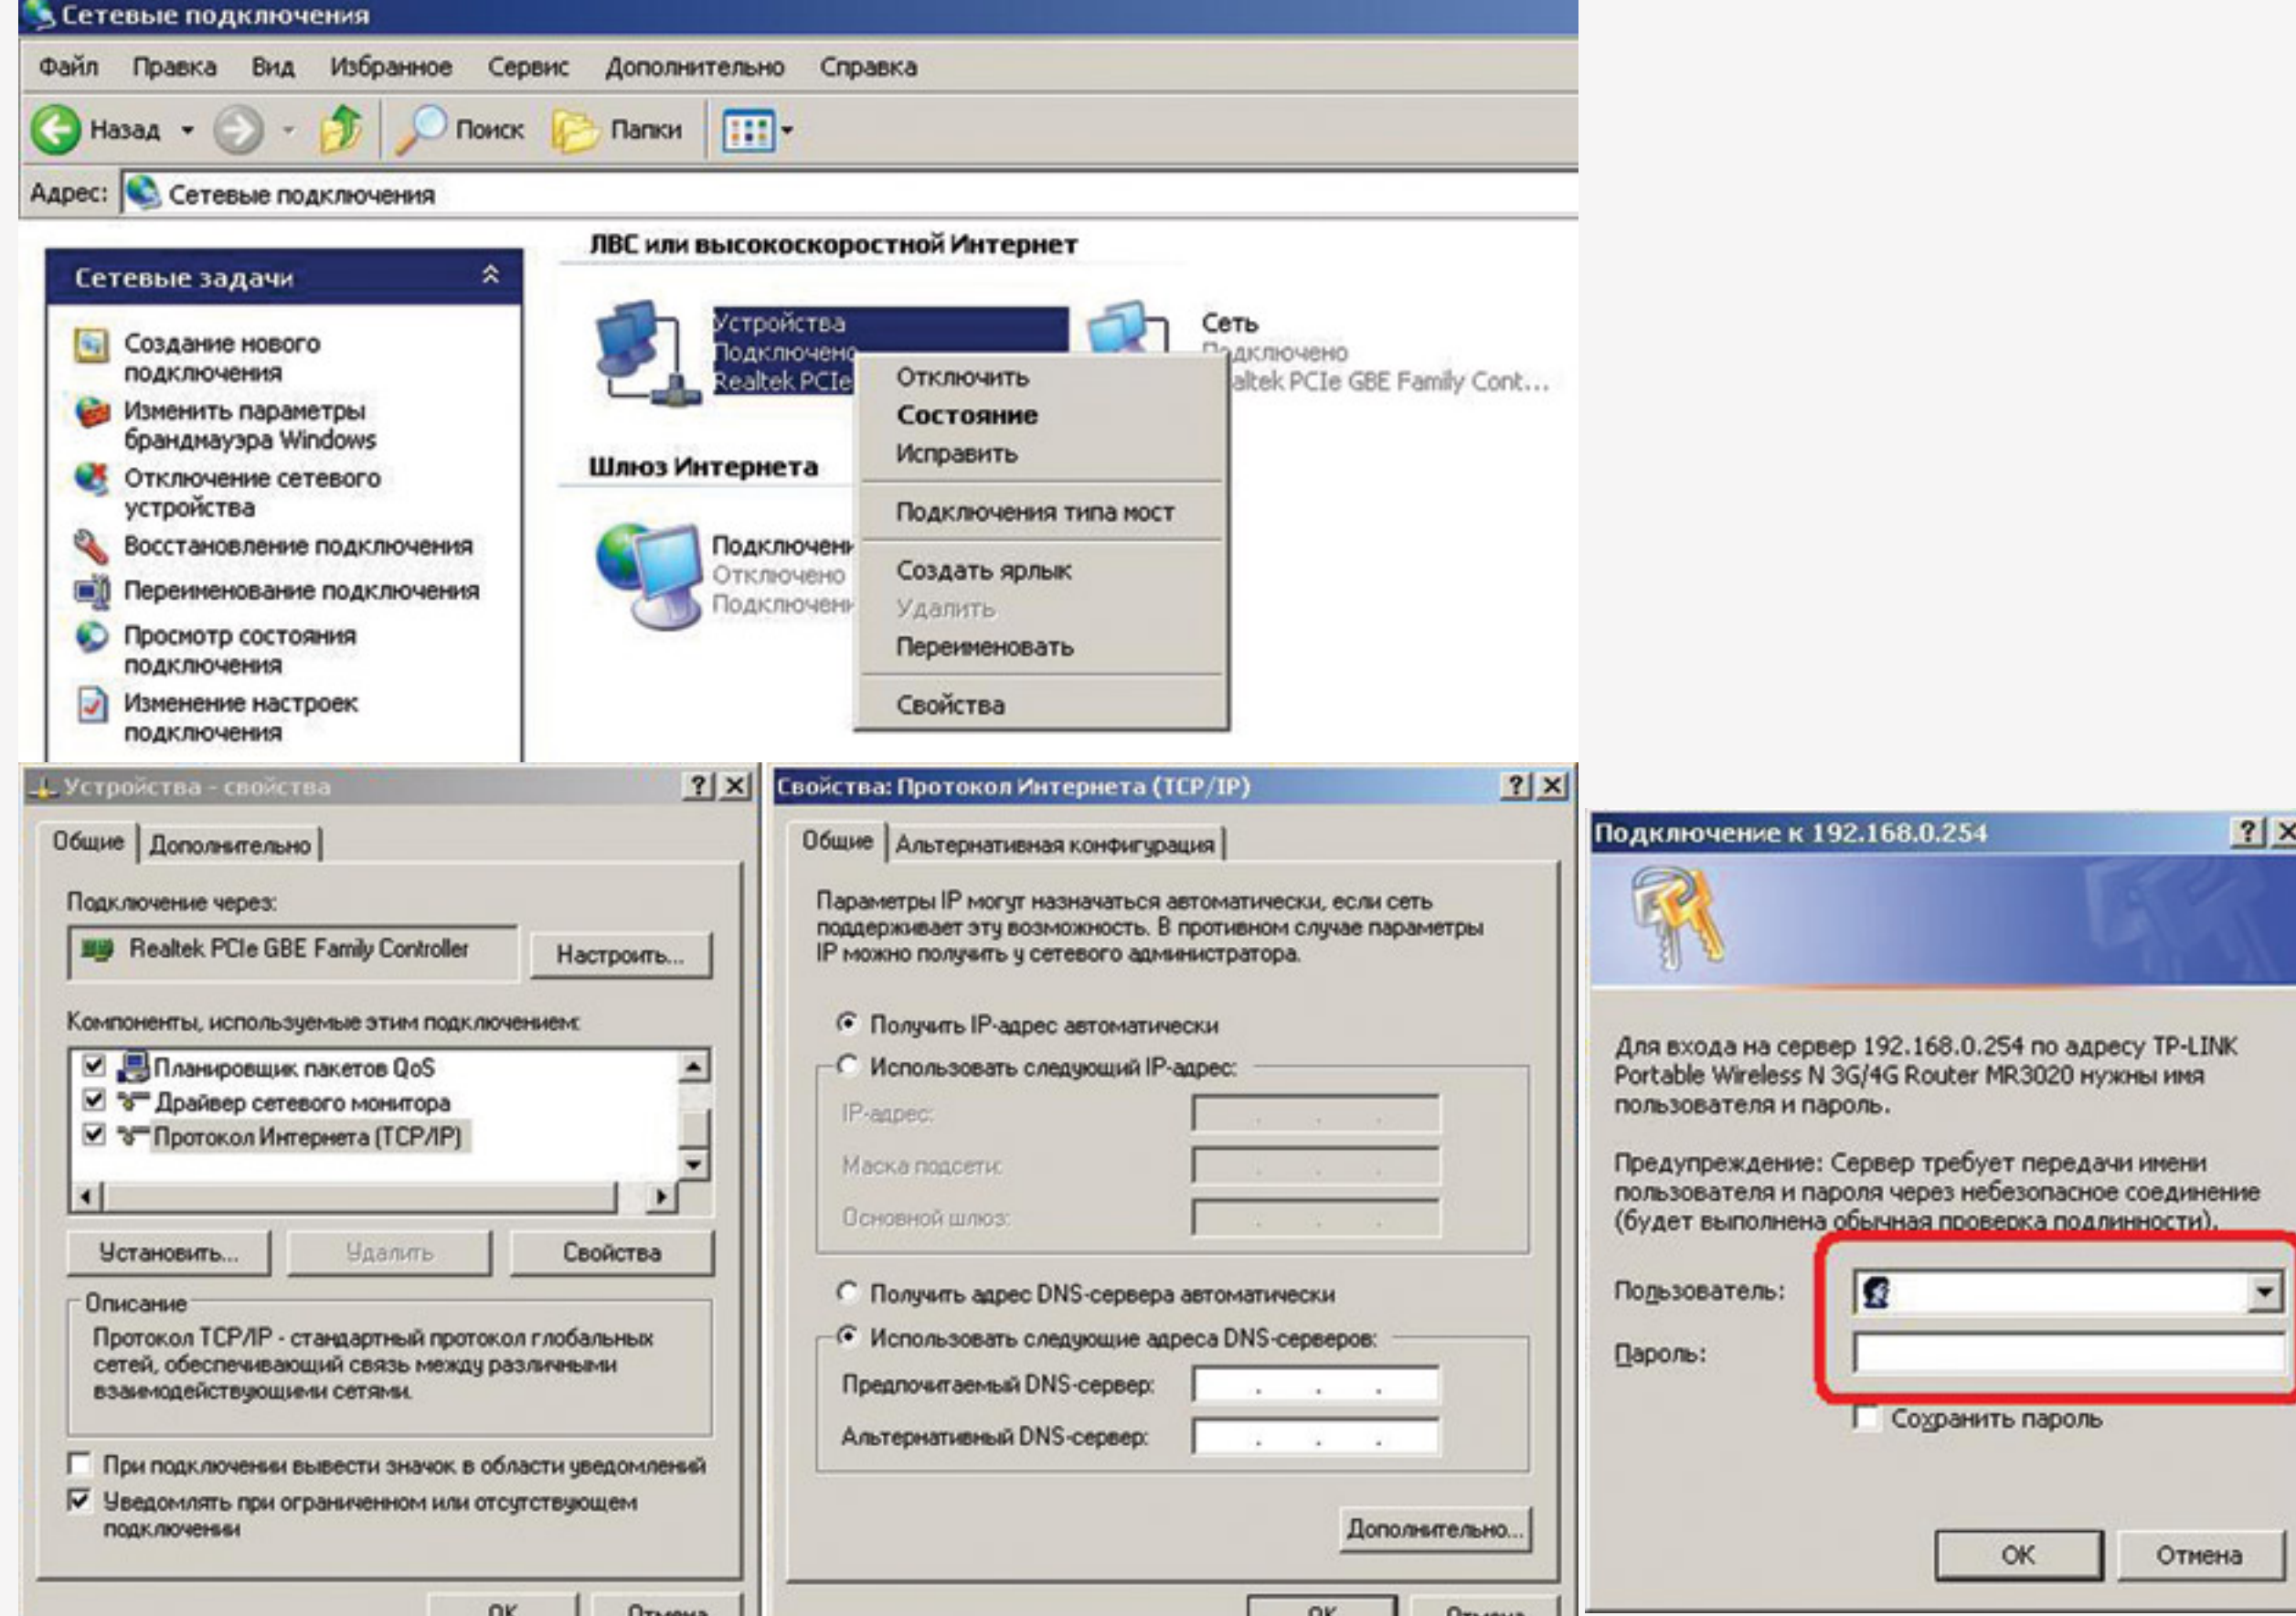 Сетевые подключения
Файл Правка Вид Избранное Сервис Дополнительно Справка
Назад Поиск Папки
Адрес: Сетевые подключения
Сетевые задачи
Создание нового
подключения
Изменить параметры
брандмауэра Windows
Отключение сетевого
устройства
Восстановление подключения
Переименование подключения
Просмотр состояния
подключения
Изменение настроек
подключения
ЛВС или высокоскоростной Интернет
Устройства
Подключено
Realtek PCIe
Сеть
Подключено
altek PCIe GBE Family Cont...
Шлюз Интернета
Подключени
Отключено
Подключени
Отключить
Состояние
Исправить
Подключения типа мост
Создать ярлык
Удалить
Переименовать
Свойства
Устройства - свойства
Общие Дополнительно
Подключение через:
Realtek PCIe GBE Family Controller Настроить...
Компоненты, используемые этим подключением:
Планировщик пакетов QoS
Драйвер сетевого монитора
Протокол Интернета (TCP/IP)
Установить... Удалить Свойства
Описание
Протокол TCP/IP - стандартный протокол глобальных
сетей, обеспечивающий связь между различными
взаимодействующими сетями.
При подключении вывести значок в области уведомлений
Уведомлять при ограниченном или отсутствующем
подключении
ОК Отмена
Свойства: Протокол Интернета (TCP/IP)
Общие Альтернативная конфигурация
Параметры IP могут назначаться автоматически, если сеть
поддерживает эту возможность. В противном случае параметры
IP можно получить у сетевого администратора.
Получить IP-адрес автоматически
Использовать следующий IP-адрес:
IP-адрес:
Маска подсети:
Основной шлюз:
Получить адрес DNS-сервера автоматически
Использовать следующие адреса DNS-серверов:
Предпочитаемый DNS-сервер:
Альтернативный DNS-сервер:
Дополнительно...
ОК Отмена
Подключение к 192.168.0.254
Для входа на сервер 192.168.0.254 по адресу TP-LINK
Portable Wireless N 3G/4G Router MR3020 нужны имя
пользователя и пароль.
Предупреждение: Сервер требует передачи имени
пользователя и пароля через небезопасное соединение
(будет выполнена обычная проверка подлинности).
Пользователь:
Пароль:
Сохранить пароль
ОК Отмена